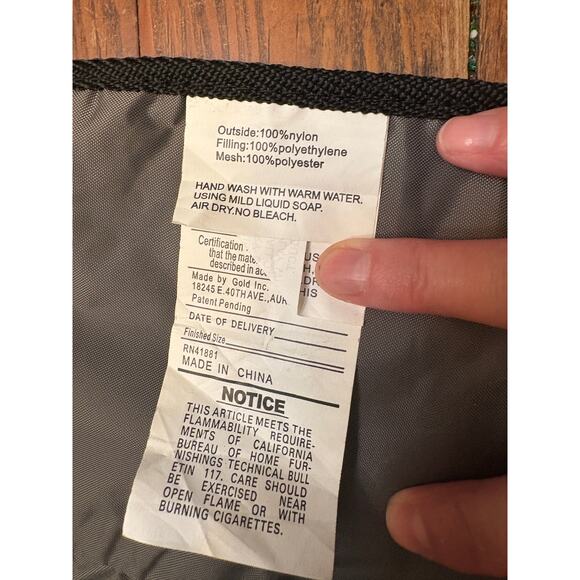 Outside:100%nylon
Filling:100%polyethylene
Mesh:100%polyester
HAND WASH WITH WARM WATER.
USING MILD LIQUID SOAP.
AIR DRY.NO BLEACH.
Certification
that the
described in
Made by Gold Inc.
18245 E.40TH AVE.,
Patent Pending
DATE OF DELIVERY
Finished Size
RN41881
MADE IN CHINA
NOTICE
THIS ARTICLE MEETS THE
FLAMMABILITY REQUIRE-
MENTS OF CALIFORNIA
BUREAU OF HOME FUR-
NISHINGS TECHNICAL BULL
ETIN 117. CARE SHOULD
BE EXERCISED NEAR
OPEN FLAME OR WITH
BURNING CIGARETTES.